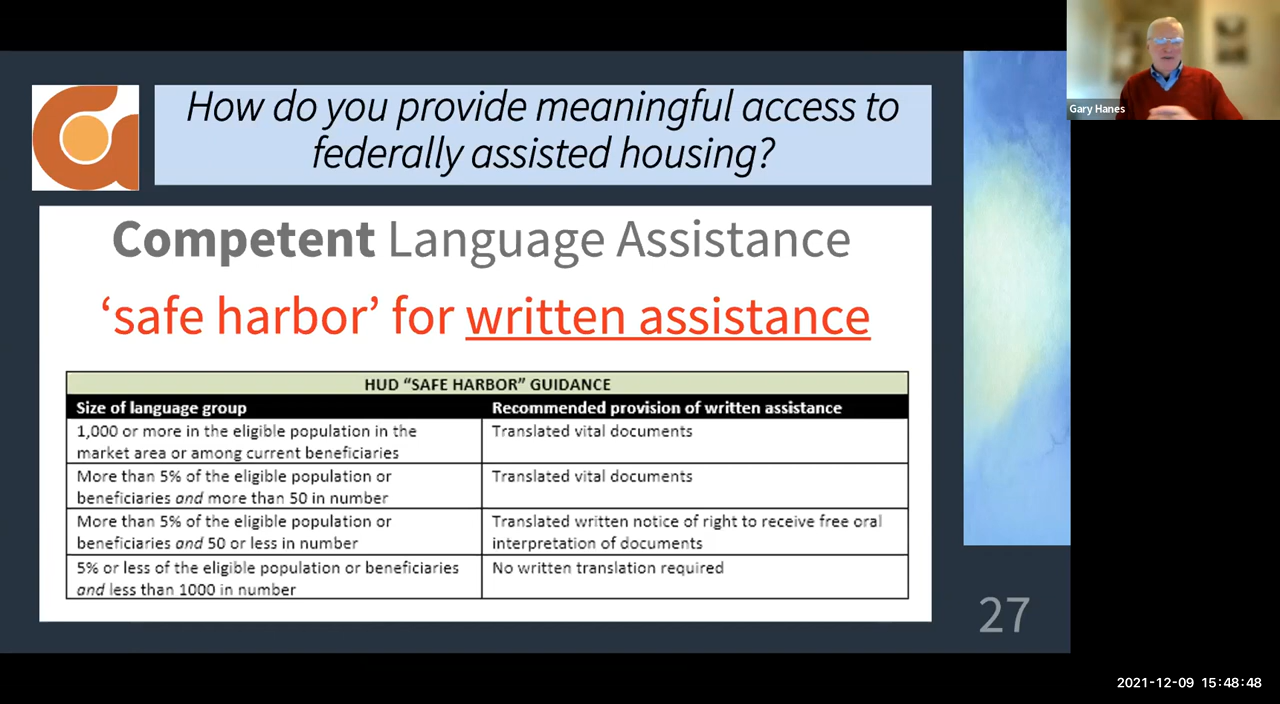 Gary Hanes
How do you provide meaningful access to
federally assisted housing?
Competent Language Assistance
‘safe harbor’ for written assistance
HUD “SAFE HARBOR” GUIDANCE
Size of language group
Recommended provision of written assistance
1,000 or more in the eligible population in the
market area or among current beneficiaries
Translated vital documents
More than 5% of the eligible population or
beneficiaries and more than 50 in number
Translated vital documents
More than 5% of the eligible population or
beneficiaries and 50 or less in number
Translated written notice of right to receive free oral
interpretation of documents
5% or less of the eligible population or beneficiaries
and less than 1000 in number
No written translation required
27
2021-12-09 15:48:48